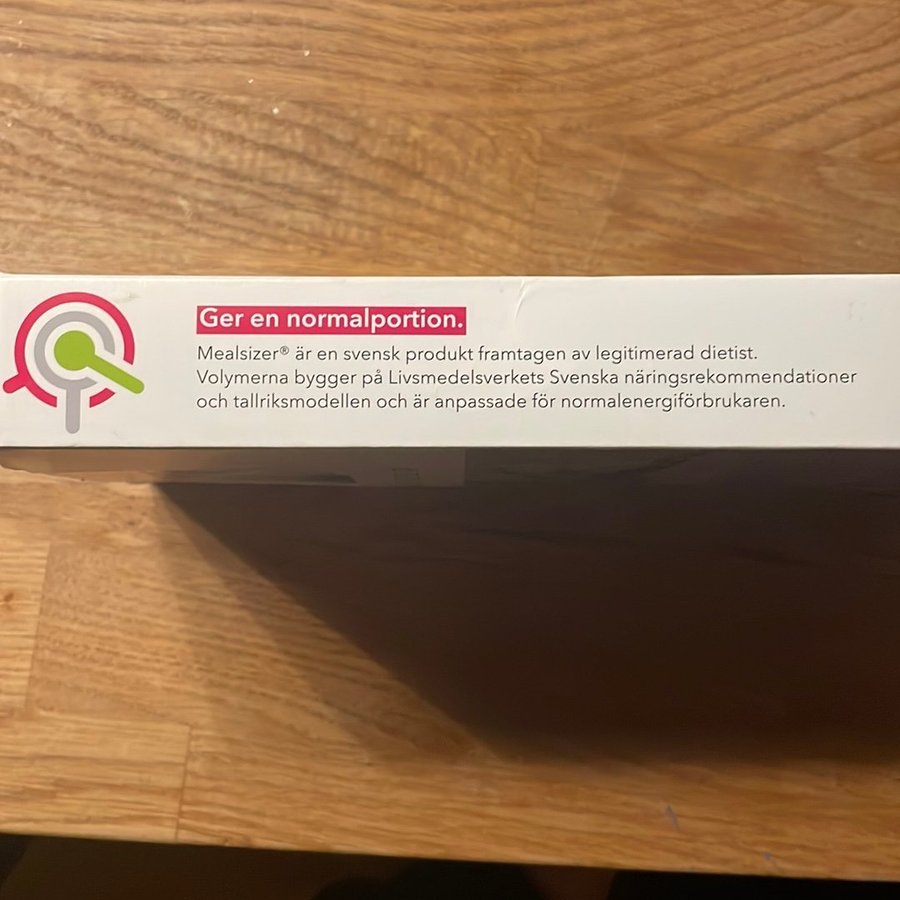 Ger en normalportion.
Mealsizer® är en svensk produkt framtagen av legitimerad dietist.
Volymerna bygger på Livsmedelsverkets Svenska näringsrekommendationer
och tallriksmodellen och är anpassade för normalenergiförbrukaren.